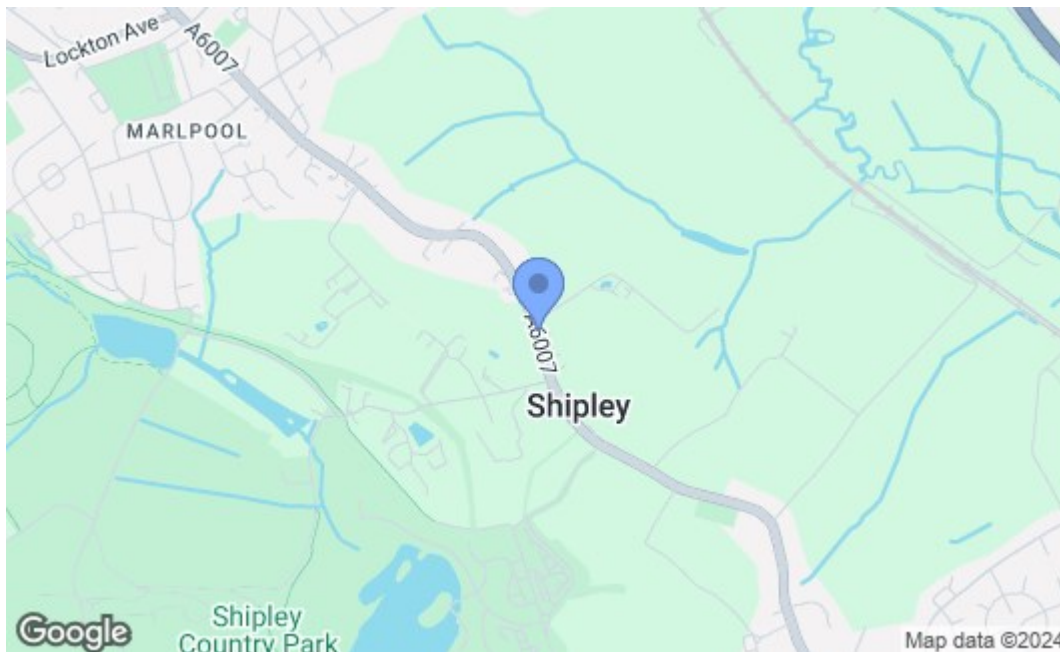 Lockton Ave
A6007
MARLPOOL
A6007
Shipley
Shipley
Country Park
Google
Map data ©2024